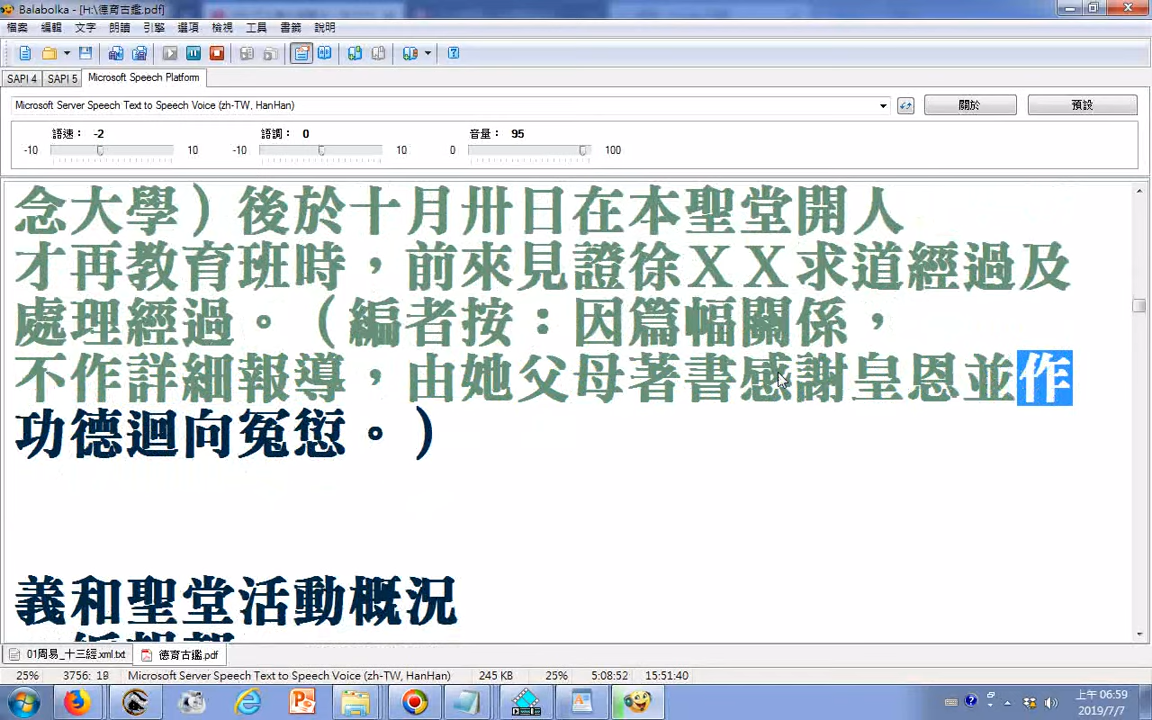 Balabolka - [H:\德育古鑑.pdf]
檔案 編輯 文字 朗讀 引擎 選項 檢視 工具 書籤 說明
SAPI 4 SAPI 5 Microsoft Speech Platform
Microsoft Server Speech Text to Speech Voice (zh-TW, HanHan) 關於 預設
語速： -2 語調： 0 音量： 95
-10 10 -10 10 0 100
念大學）後於十月卅日在本聖堂開人
才再教育班時，前來見證徐ＸＸ求道經過及
處理經過。（編者按：因篇幅關係，
不作詳細報導，由她父母著書感謝皇恩並作
功德迴向冤愆。）
義和聖堂活動概況
01周易_十三經.xml.txt 德育古鑑.pdf
25% 3756: 18 Microsoft Server Speech Text to Speech Voice (zh-TW, HanHan) 245 KB 25% 5:08:52 15:51:40
上午 06:59
2019/7/7